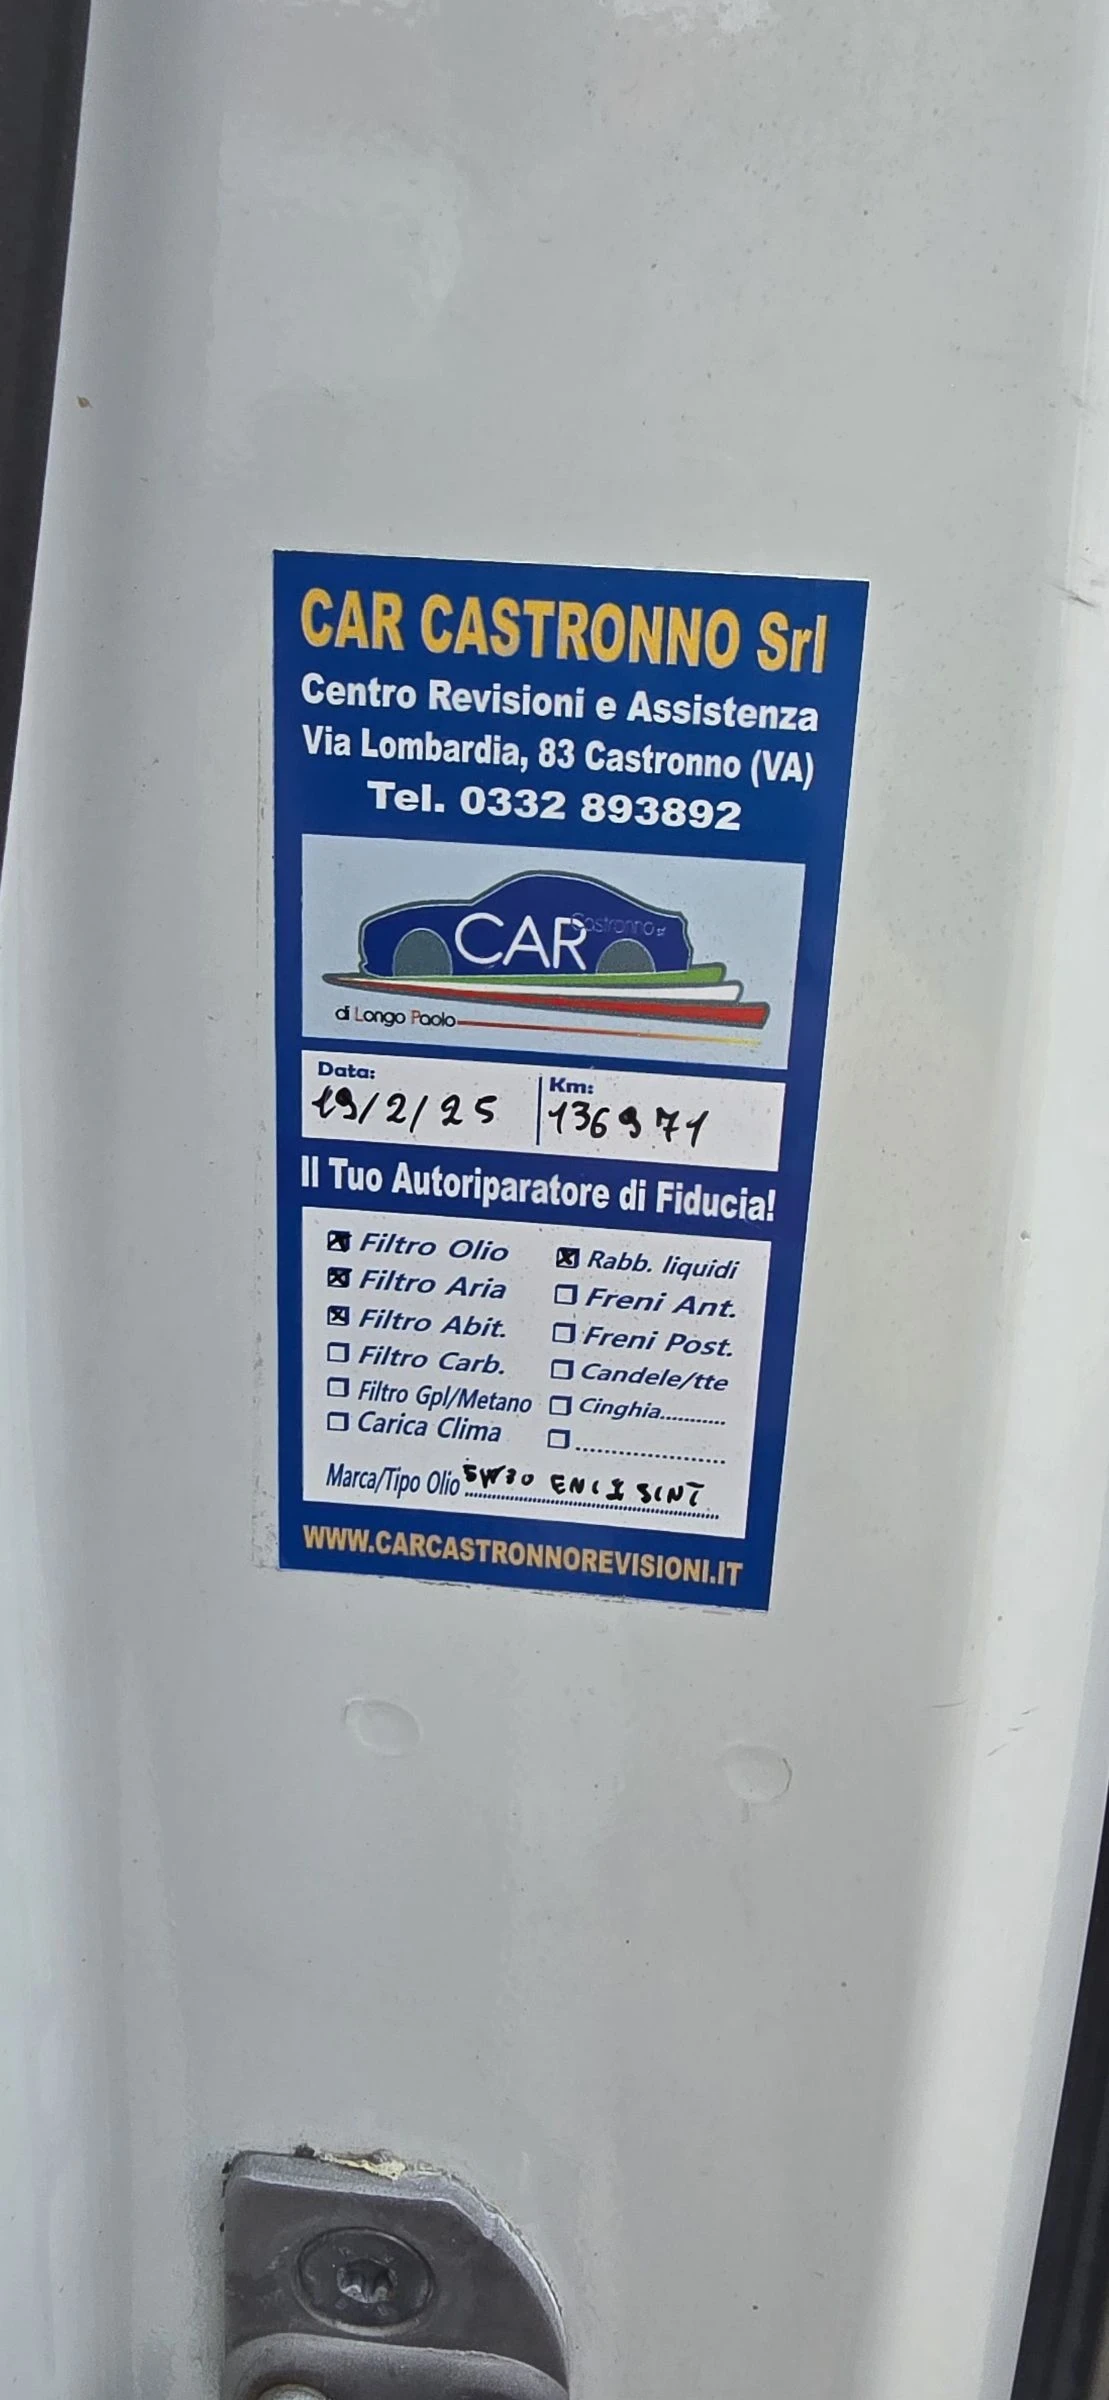 CAR CASTRONNO Srl
Centro Revisioni e Assistenza
Via Lombardia, 83 Castronno (VA)
Tel. 0332 893892
CAR Castronno srl
di Longo Paolo
Data: Km:
19/2/25 136971
Il Tuo Autoriparatore di Fiducia!
Filtro Olio Rabb. liquidi
Filtro Aria Freni Ant.
Filtro Abit. Freni Post.
Filtro Carb. Candele/tte
Filtro Gpl/Metano Cinghia...........
Carica Clima ..........................
Marca/Tipo Olio 5W30 ENI I SINT
WWW.CARCASTRONNOREVISIONI.IT